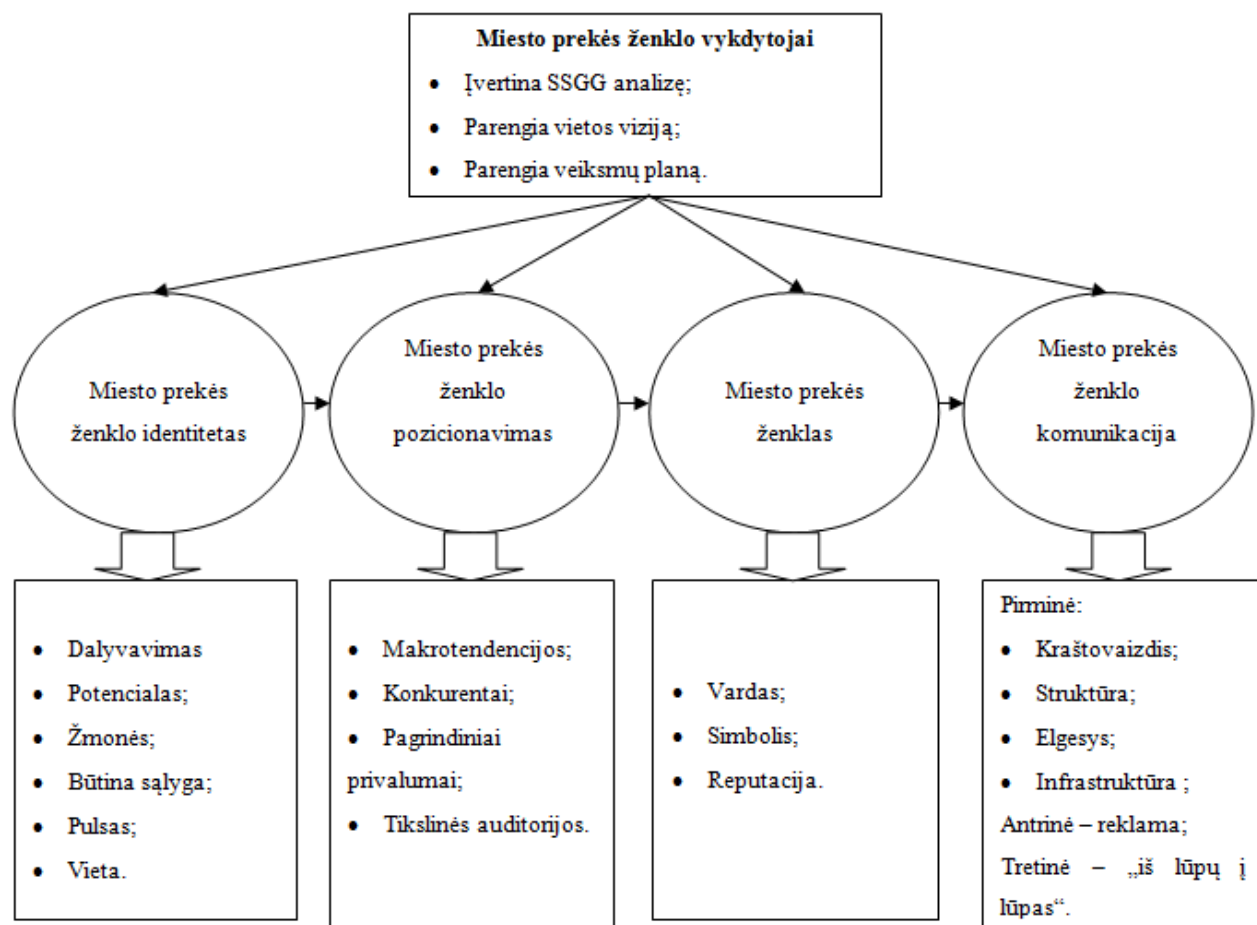 Miesto prekės ženklo vykdytojai
• Įvertina SSGG analizę;
• Parengia vietos viziją;
• Parengia veiksmų planą.
Miesto prekės
ženklo identitetas
Miesto prekės
ženklo
pozicionavimas
Miesto prekės
ženklas
Miesto prekės
ženklo
komunikacija
• Dalyvavimas
• Potencialas;
• Žmonės;
• Būtina sąlyga;
• Pulsas;
• Vieta.
• Makrotendencijos;
• Konkurentai;
• Pagrindiniai
privalumai;
• Tikslinės auditorijos.
• Vardas;
• Simbolis;
• Reputacija.
Pirminė:
• Kraštovaizdis;
• Struktūra;
• Elgesys;
• Infrastruktūra ;
Antrinė – reklama;
Tretinė – „iš lūpų į
lūpas“.